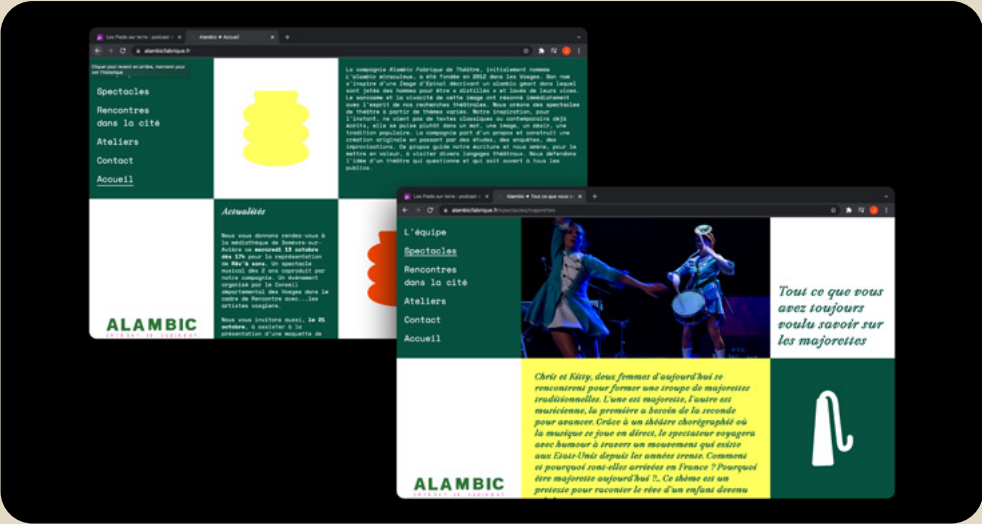 Les Pieds sur terre : podcast
Alambic ★ Accueil
alambicfabrique.fr
Cliquer pour revenir en arrière, maintenir pour
voir l'historique
Spectacles
Rencontres
dans la cité
Ateliers
Contact
Accueil
La compagnie Alambic Fabrique de Théâtre, initialement nommée
L'alambic miraculeux, a été fondée en 2012 dans les Vosges. Son nom
s'inspire d'une Image d'Epinal décrivant un alambic géant dans lequel
sont jetés des hommes pour être « distillés » et lavés de leurs vices.
Le sarcasme et la vivacité de cette image ont résonné immédiatement
avec l'esprit de nos recherches théâtrales. Nous créons des spectacles
de théâtre à partir de thèmes variés. Notre inspiration, pour
l'instant, ne vient pas de textes classiques ou contemporains déjà
écrits, elle se puise plutôt dans un mot, une image, un désir, une
tradition populaire. La compagnie part d'un propos et construit une
création originale en passant par des études, des enquêtes, des
improvisations. Ce propos guide notre écriture et nous amène, pour le
mettre en valeur, à visiter divers langages théâtraux. Nous défendons
l'idée d'un théâtre qui questionne et qui soit ouvert à tous les
publics.
Actualités
Nous vous donnons rendez-vous à
la médiathèque de Domèvre-sur-
Avière ce mercredi 13 octobre
dès 17h pour la représentation
de Rêv'à sons. Un spectacle
musical dès 2 ans coproduit par
notre compagnie. Un événement
organisé par le Conseil
départemental des Vosges dans le
cadre de Rencontre avec...les
artistes vosgiens.
Nous vous invitons aussi, le 21
octobre, à assister à la
présentation d'une maquette de
ALAMBIC
Les Pieds sur terre : podcast
Alambic ★ Tout ce que vous
alambicfabrique.fr/spectacles/majorettes
L'équipe
Spectacles
Rencontres
dans la cité
Ateliers
Contact
Accueil
Tout ce que vous
avez toujours
voulu savoir sur
les majorettes
Chris et Kitty, deux femmes d'aujourd'hui se
rencontrent pour former une troupe de majorettes
traditionnelles. L'une est majorette, l'autre est
musicienne, la première a besoin de la seconde
pour avancer. Grâce à un théâtre chorégraphié où
la musique se joue en direct, le spectateur voyagera
avec humour à travers un mouvement qui existe
aux Etats-Unis depuis les années trente. Comment
et pourquoi sont-elles arrivées en France ? Pourquoi
être majorette aujourd'hui ?.. Ce thème est un
prétexte pour raconter le rêve d'un enfant devenu
ALAMBIC